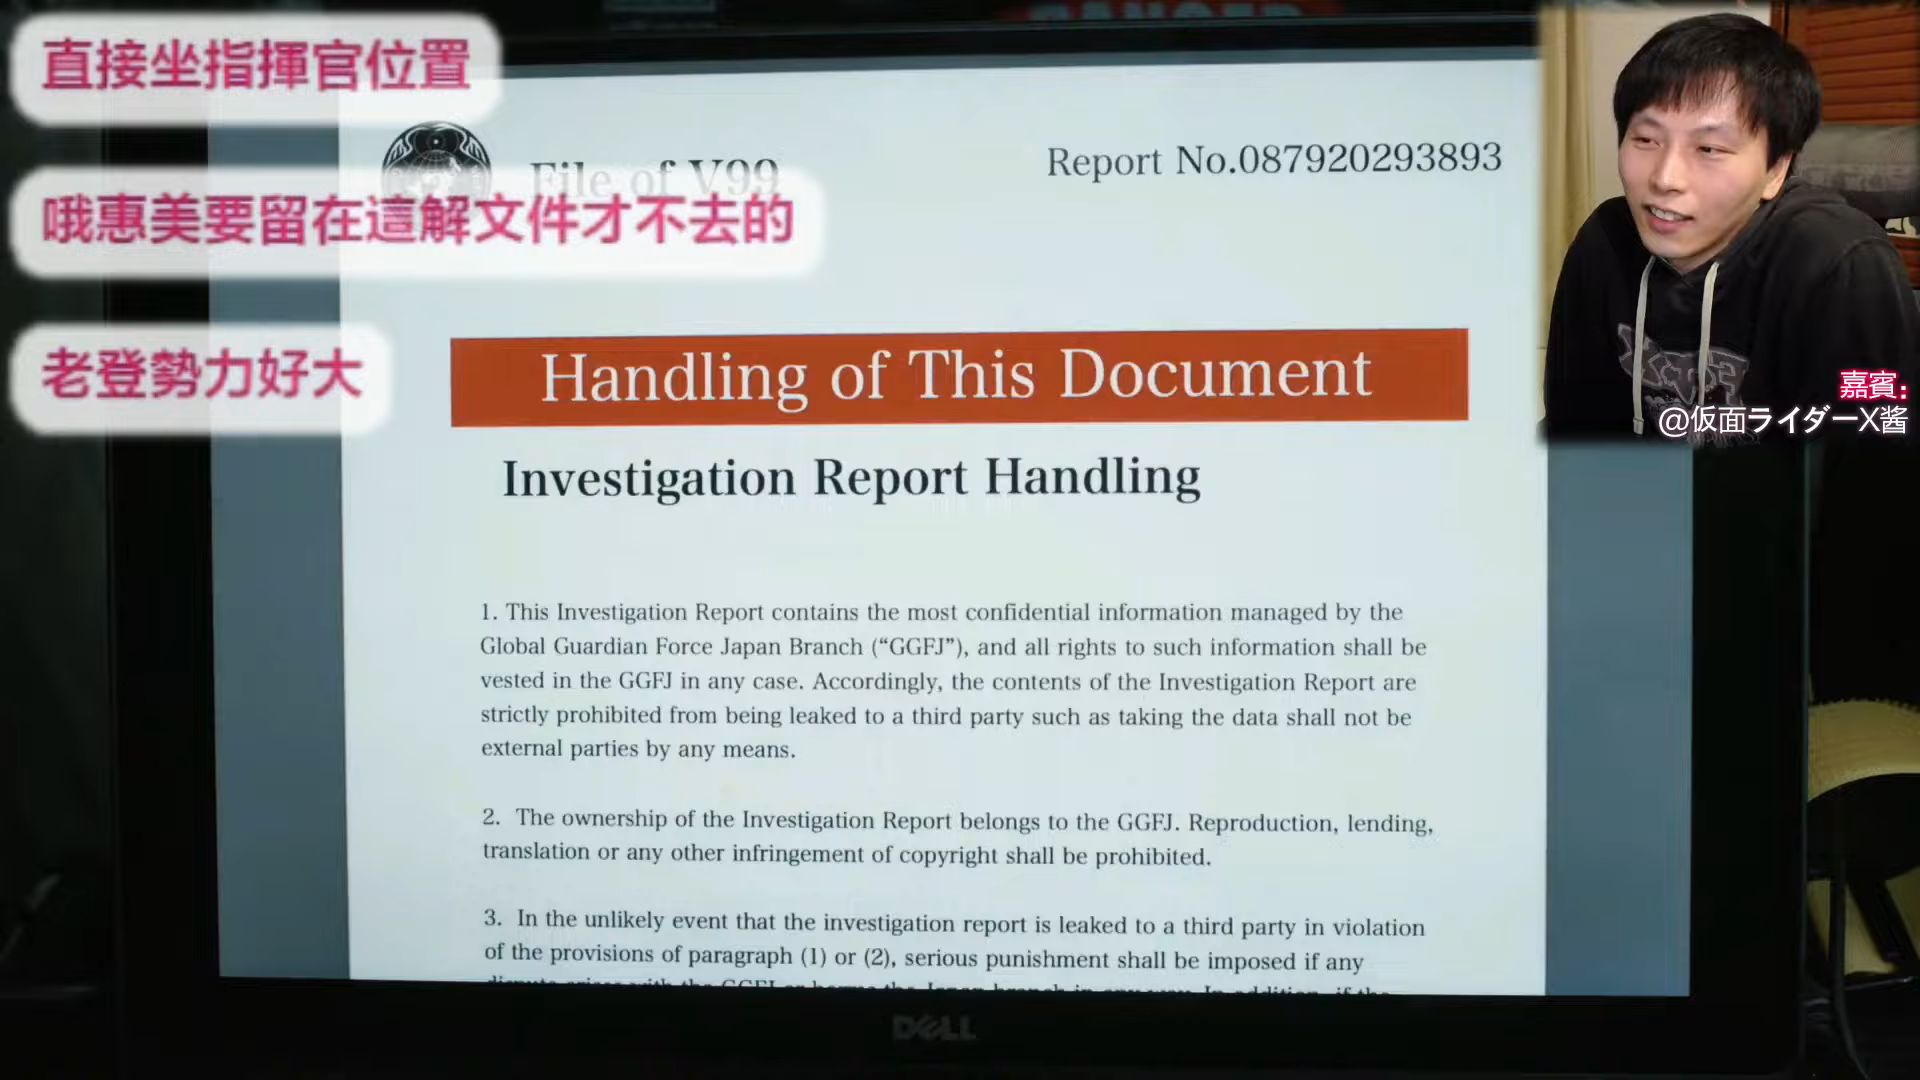 直接坐指揮官位置
File of V99
Report No.087920293893
哦惠美要留在這解文件才不去的
老登勢力好大
嘉賓:
@仮面ライダーX酱
Handling of This Document
Investigation Report Handling
1. This Investigation Report contains the most confidential information managed by the
Global Guardian Force Japan Branch (“GGFJ”), and all rights to such information shall be
vested in the GGFJ in any case. Accordingly, the contents of the Investigation Report are
strictly prohibited from being leaked to a third party such as taking the data shall not be
external parties by any means.
2. The ownership of the Investigation Report belongs to the GGFJ. Reproduction, lending,
translation or any other infringement of copyright shall be prohibited.
3. In the unlikely event that the investigation report is leaked to a third party in violation
of the provisions of paragraph (1) or (2), serious punishment shall be imposed if any
DELL